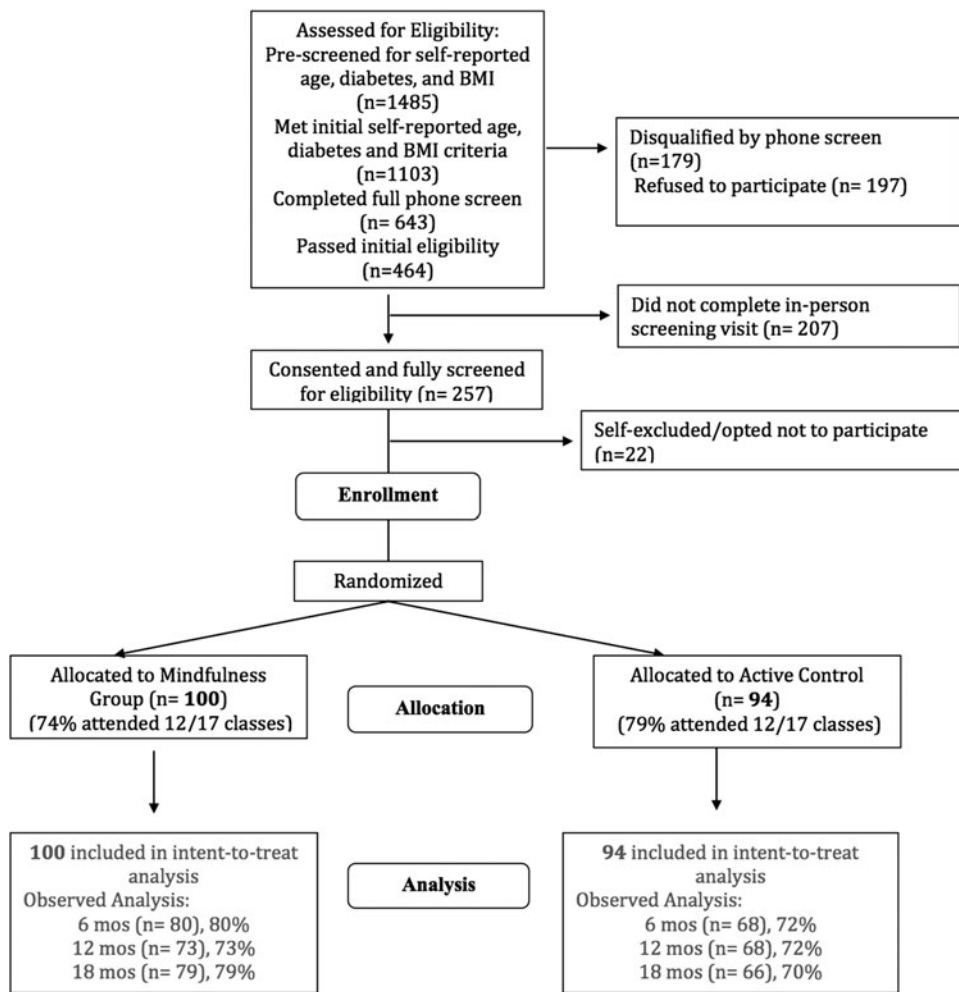 Assessed for Eligibility:
Pre-screened for self-reported
age, diabetes, and BMI
(n=1485)
Met initial self-reported age,
diabetes and BMI criteria
(n=1103)
Completed full phone screen
(n= 643)
Passed initial eligibility
(n=464)
Disqualified by phone screen
(n=179)
Refused to participate (n= 197)
Did not complete in-person
screening visit (n= 207)
Consented and fully screened
for eligibility (n= 257)
Self-excluded/opted not to participate
(n=22)
Enrollment
Randomized
Allocated to Mindfulness
Group (n= 100)
(74% attended 12/17 classes)
Allocation
Allocated to Active Control
(n= 94)
(79% attended 12/17 classes)
100 included in intent-to-treat
analysis
Observed Analysis:
6 mos (n= 80), 80%
12 mos (n= 73), 73%
18 mos (n= 79), 79%
Analysis
94 included in intent-to-treat
analysis
Observed Analysis:
6 mos (n= 68), 72%
12 mos (n= 68), 72%
18 mos (n= 66), 70%